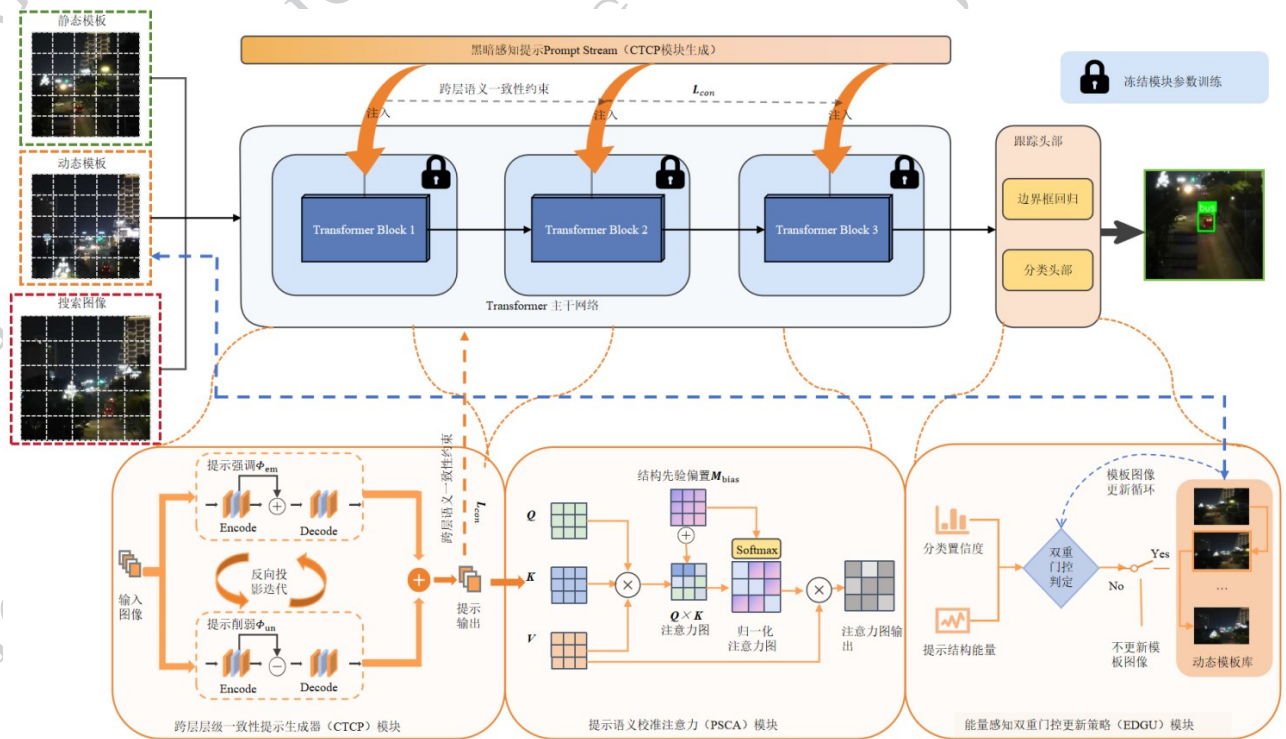 静态模板
动态模板
搜索图像
黑暗感知提示Prompt Stream（CTCP模块生成）
跨层语义一致性约束
L_con
注入
注入
注入
冻结模块参数训练
Transformer Block 1
Transformer Block 2
Transformer Block 3
Transformer 主干网络
跟踪头部
边界框回归
分类头部
bus
输入
图像
提示强调Φ_em
Encode
Decode
反向投
影迭代
提示削弱Φ_un
Encode
Decode
提示
输出
跨层语义一致性约束
L_con
跨层层级一致性提示生成器（CTCP）模块
Q
K
V
结构先验偏置M_bias
Softmax
Q×K
注意力图
归一化
注意力图
注意力图输
出
提示语义校准注意力（PSCA）模块
分类置信度
提示结构能量
模板图像
更新循环
双重
门控
判定
Yes
No
不更新模
板图像
...
动态模板库
能量感知双重门控更新策略（EDGU）模块